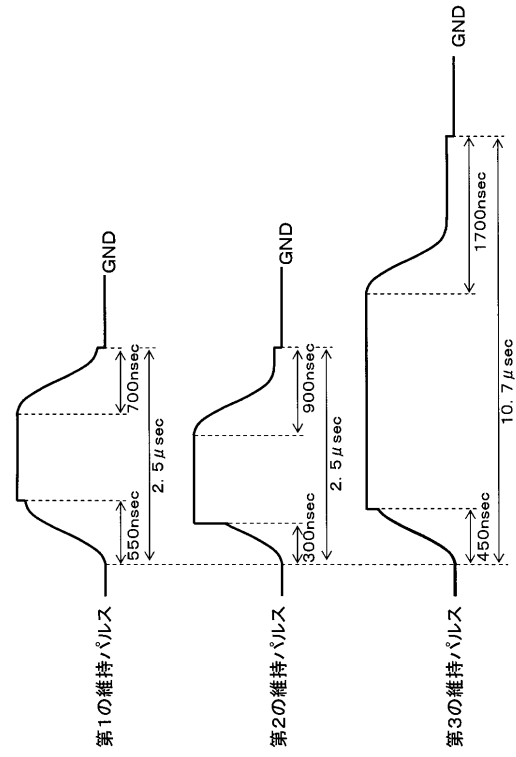 第1の維持パルス
550nsec
700nsec
2.5μsec
GND
第2の維持パルス
300nsec
900nsec
2.5μsec
GND
第3の維持パルス
450nsec
1700nsec
10.7μsec
GND